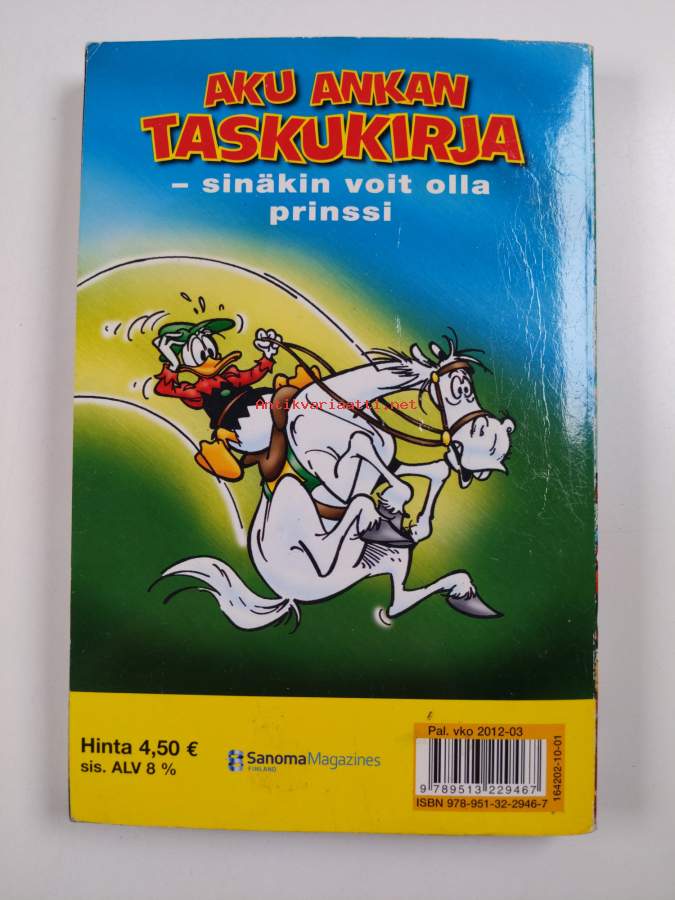 AKU ANKAN
TASKUKIRJA
– sinäkin voit olla
prinssi
Antikvariaatti.net
Hinta 4,50 €
sis. ALV 8 %
SanomaMagazines
FINLAND
Pal. vko 2012-03
9 789513 229467
ISBN 978-951-32-2946-7
164202-10-01